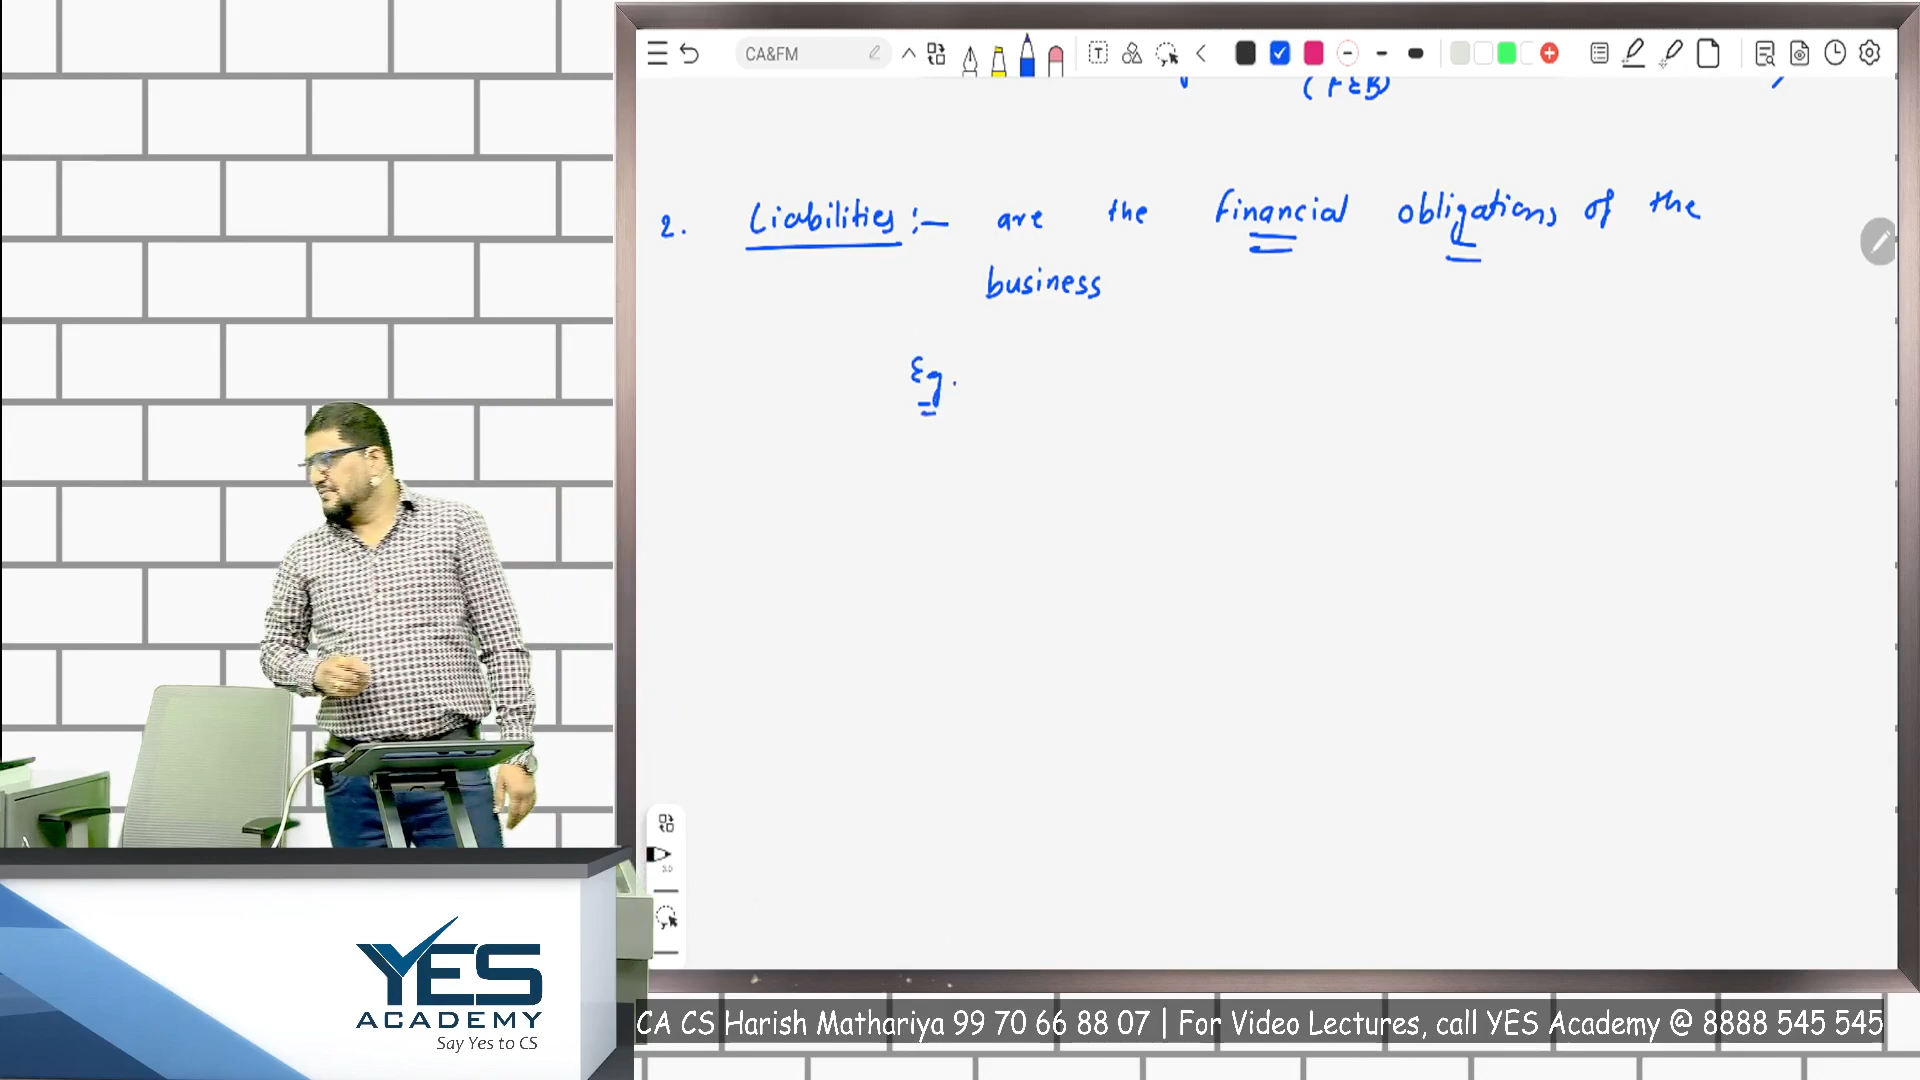 CA&FM
2. Liabilities :- are the financial obligations of the
business
Eg.
YES
ACADEMY
Say Yes to CS
CA CS Harish Mathariya 99 70 66 88 07 | For Video Lectures, call YES Academy @ 8888 545 545